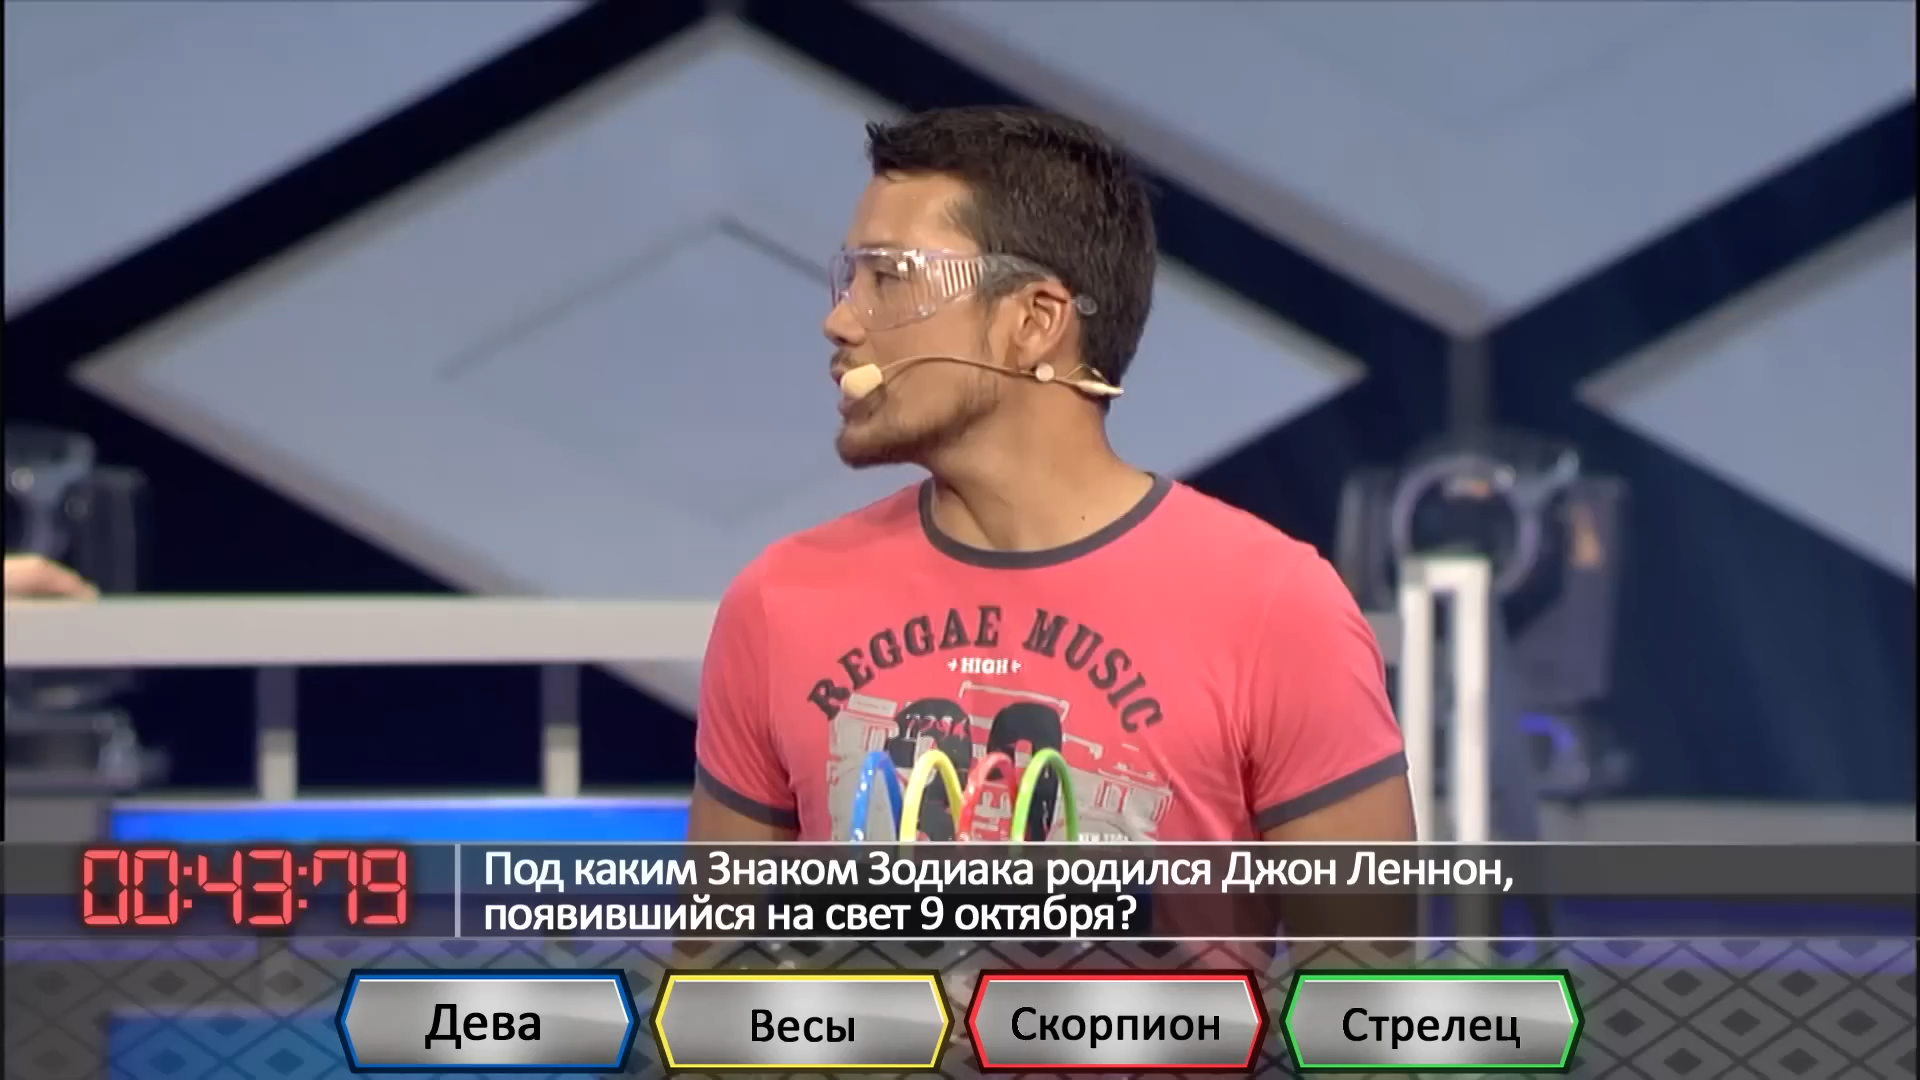 REGGAE MUSIC
HIGH
00:43:79
Под каким Знаком Зодиака родился Джон Леннон,
появившийся на свет 9 октября?
Дева
Весы
Скорпион
Стрелец